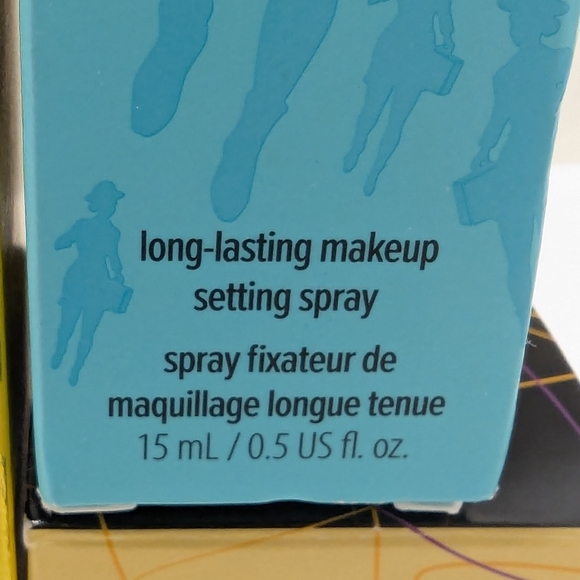 long-lasting makeup
setting spray
spray fixateur de
maquillage longue tenue
15 mL / 0.5 US fl. oz.